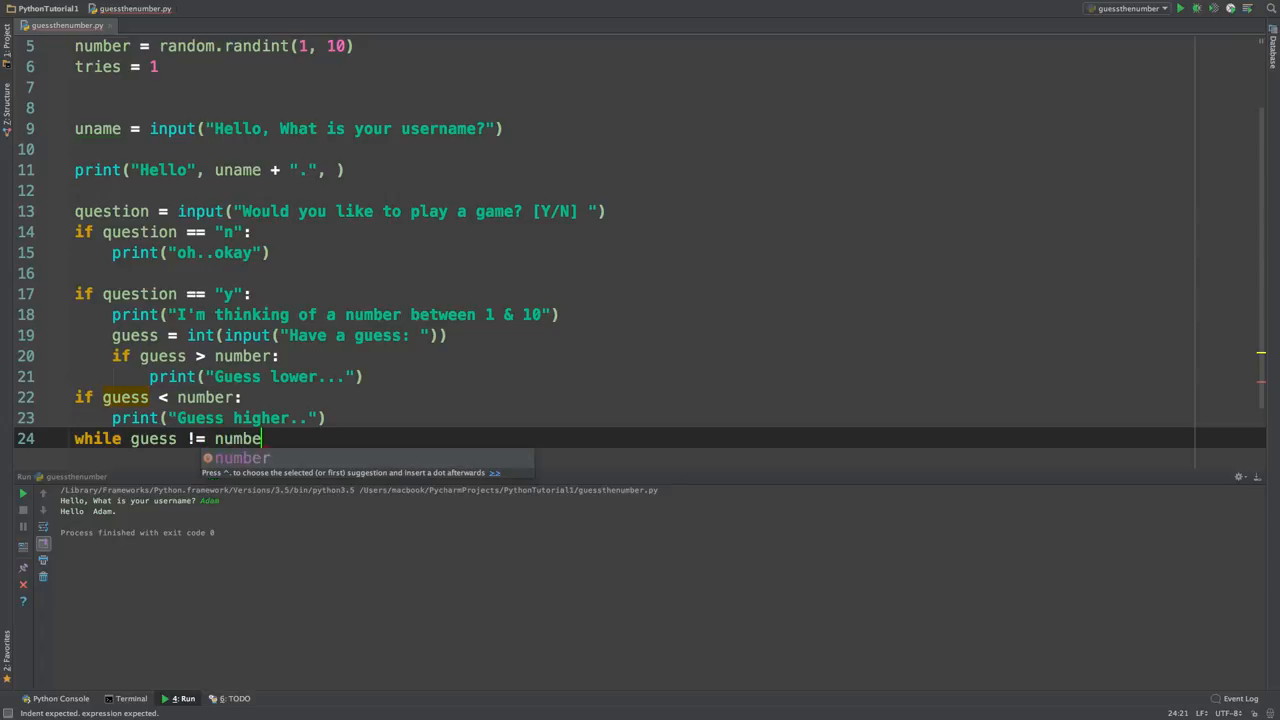 PythonTutorial1 guessthenumber.py guessthenumber
guessthenumber.py
1: Project
Z: Structure
2: Favorites
Database
5 number = random.randint(1, 10)
6 tries = 1
7
8
9 uname = input("Hello, What is your username?")
10
11 print("Hello", uname + ".", )
12
13 question = input("Would you like to play a game? [Y/N] ")
14 if question == "n":
15 print("oh..okay")
16
17 if question == "y":
18 print("I'm thinking of a number between 1 & 10")
19 guess = int(input("Have a guess: "))
20 if guess > number:
21 print("Guess lower...")
22 if guess < number:
23 print("Guess higher..")
24 while guess != numbe
number
Press ^. to choose the selected (or first) suggestion and insert a dot afterwards >>
Run guessthenumber
/Library/Frameworks/Python.framework/Versions/3.5/bin/python3.5 /Users/macbook/PycharmProjects/PythonTutorial1/guessthenumber.py
Hello, What is your username? Adam
Hello Adam.
Process finished with exit code 0
Python Console Terminal 4: Run 6: TODO Event Log
Indent expected. expression expected. 24:21 LF÷ UTF-8÷